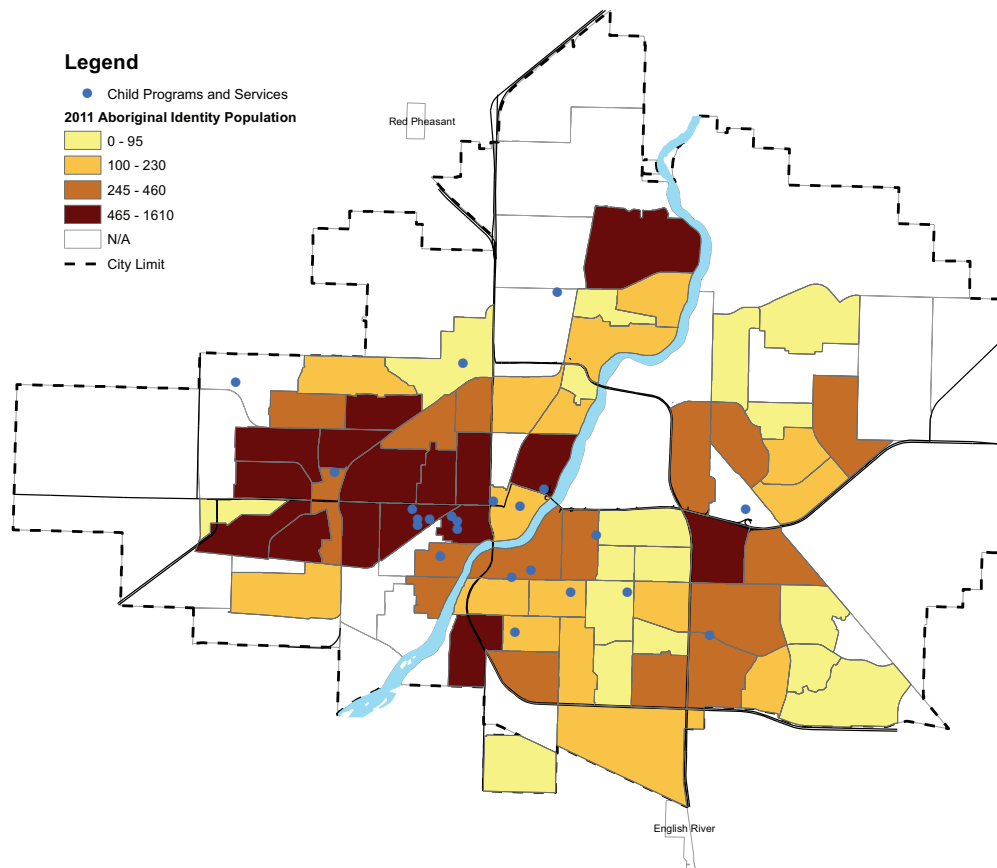 Legend
Child Programs and Services
2011 Aboriginal Identity Population
0 - 95
100 - 230
245 - 460
465 - 1610
N/A
City Limit
Red Pheasant
English River